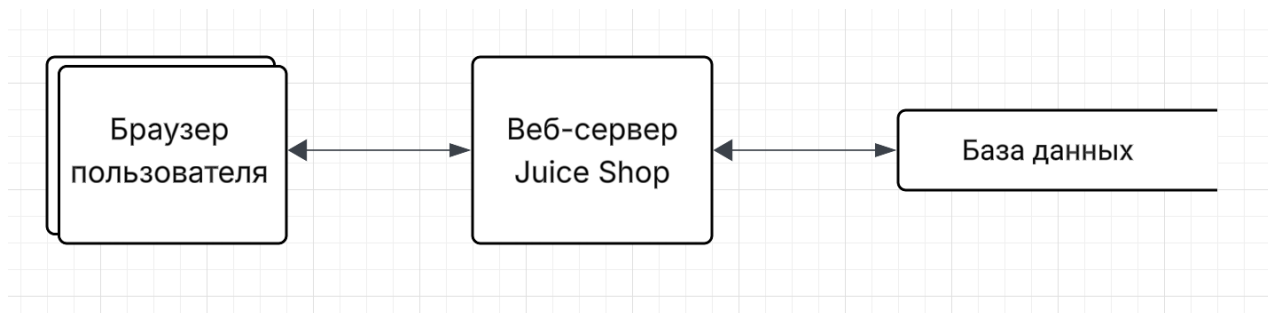 Браузер
пользователя
Веб-сервер
Juice Shop
База данных